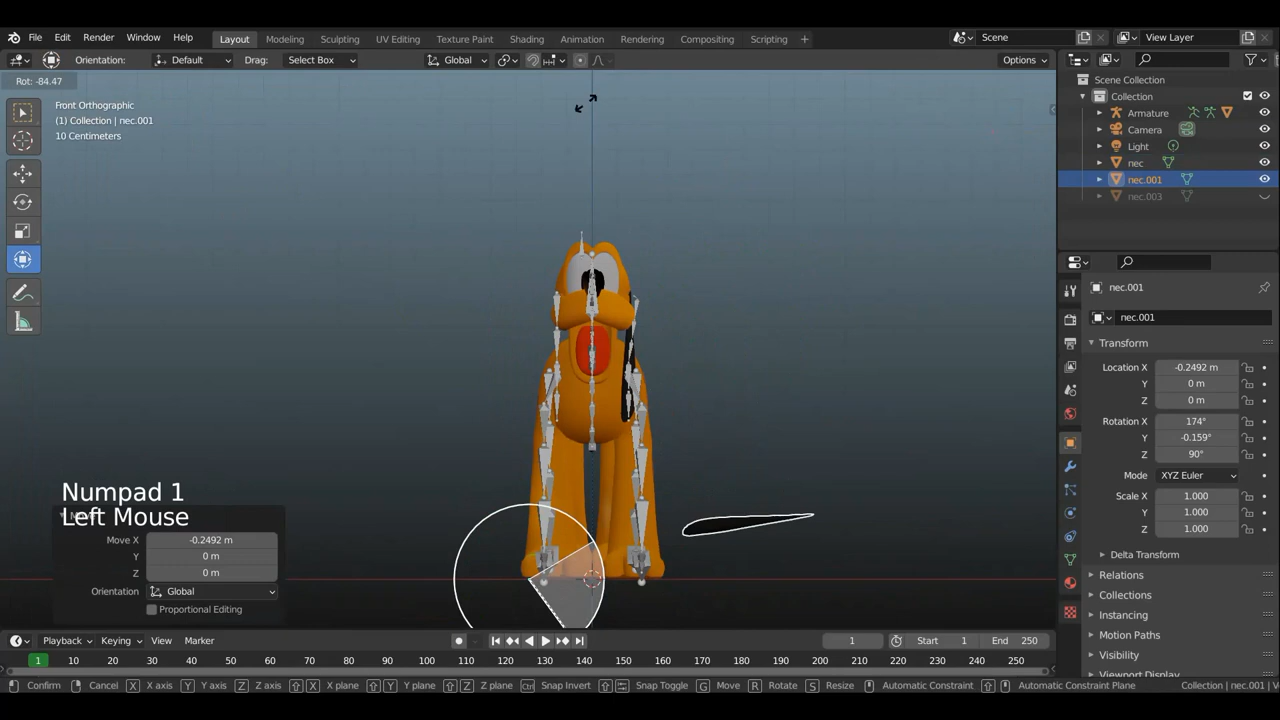 File Edit Render Window Help Layout Modeling Sculpting UV Editing Texture Paint Shading Animation Rendering Compositing Scripting + Scene View Layer
Orientation: Default Drag: Select Box Global Options
Rot: -84.47
Front Orthographic
(1) Collection | nec.001
10 Centimeters
Scene Collection
Collection
Armature
Camera
Light
nec
nec.001
nec.003
nec.001
nec.001
Transform
Location X -0.2492 m
Y 0 m
Z 0 m
Rotation X 174°
Y -0.159°
Z 90°
Mode XYZ Euler
Scale X 1.000
Y 1.000
Z 1.000
Delta Transform
Relations
Collections
Instancing
Motion Paths
Visibility
Viewport Display
Numpad 1
Left Mouse
Move X -0.2492 m
Y 0 m
Z 0 m
Orientation Global
Proportional Editing
Playback Keying View Marker 1 Start 1 End 250
1 10 20 30 40 50 60 70 80 90 100 110 120 130 140 150 160 170 180 190 200 210 220 230 240 250
Confirm Cancel X X axis Y Y axis Z Z axis X X plane Y Y plane Z Z plane Ctrl Snap Invert Snap Toggle G Move R Rotate S Resize Automatic Constraint Automatic Constraint Plane Collection | nec.001 | V